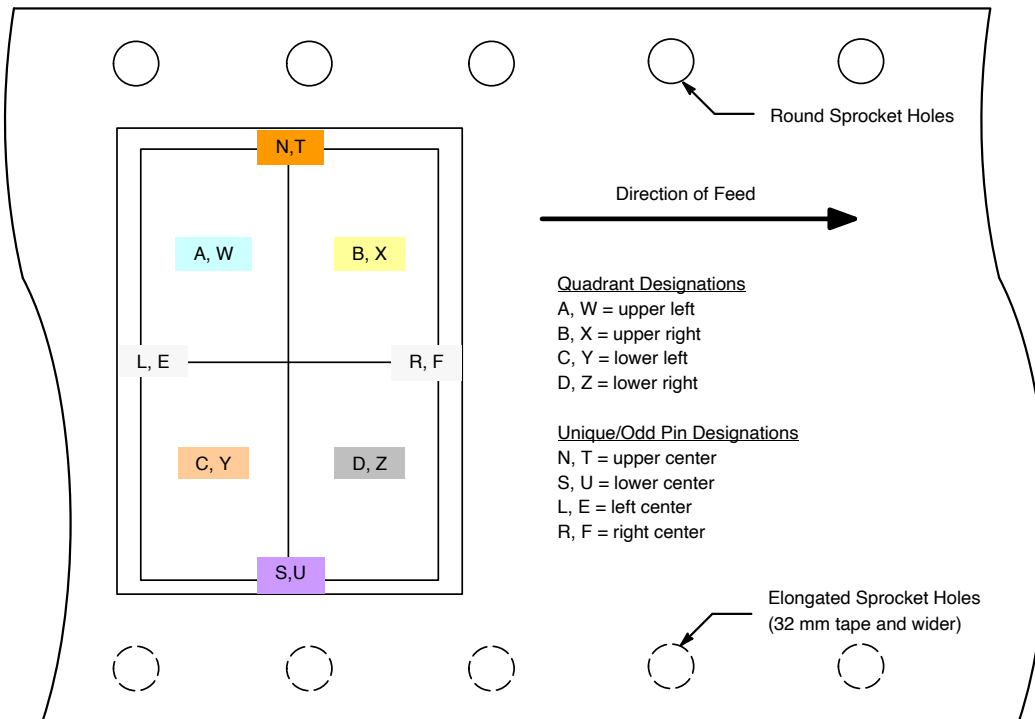 Round Sprocket Holes
N,T
Direction of Feed
A, W
B, X
Quadrant Designations
A, W = upper left
B, X = upper right
C, Y = lower left
D, Z = lower right
L, E
R, F
Unique/Odd Pin Designations
N, T = upper center
S, U = lower center
L, E = left center
R, F = right center
C, Y
D, Z
S,U
Elongated Sprocket Holes
(32 mm tape and wider)